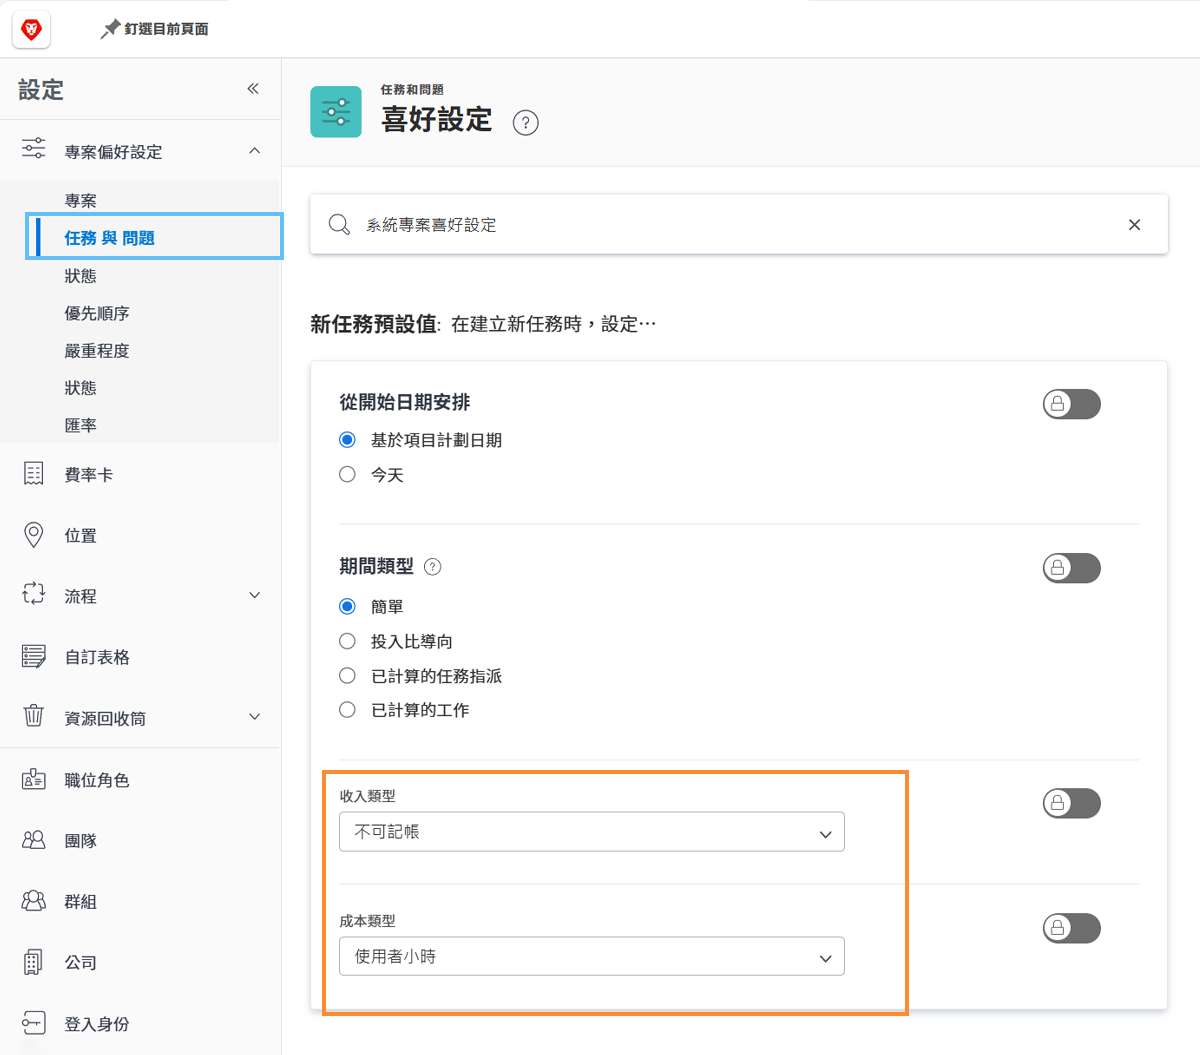 釘選目前頁面
設定
專案偏好設定
專案
任務 與 問題
狀態
優先順序
嚴重程度
狀態
匯率
費率卡
位置
流程
自訂表格
資源回收筒
職位角色
團隊
群組
公司
登入身份
任務和問題
喜好設定 ?
系統專案喜好設定
新任務預設值: 在建立新任務時，設定⋯
從開始日期安排
基於項目計劃日期
今天
期間類型 ?
簡單
投入比導向
已計算的任務指派
已計算的工作
收入類型
不可記帳
成本類型
使用者小時